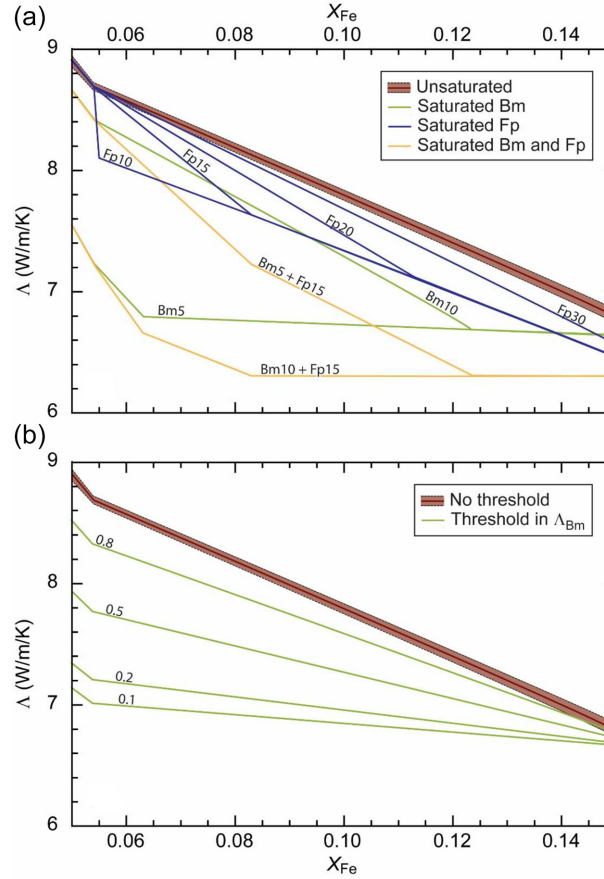 (a)
X_Fe
0.06 0.08 0.10 0.12 0.14
9
8
7
6
Λ (W/m/K)
Unsaturated
Saturated Bm
Saturated Fp
Saturated Bm and Fp
Fp10
Fp15
Fp20
Fp30
Bm5 + Fp15
Bm10
Bm5
Bm10 + Fp15
(b)
9
8
7
6
Λ (W/m/K)
No threshold
Threshold in Λ_Bm
0.8
0.5
0.2
0.1
0.06 0.08 0.10 0.12 0.14
X_Fe